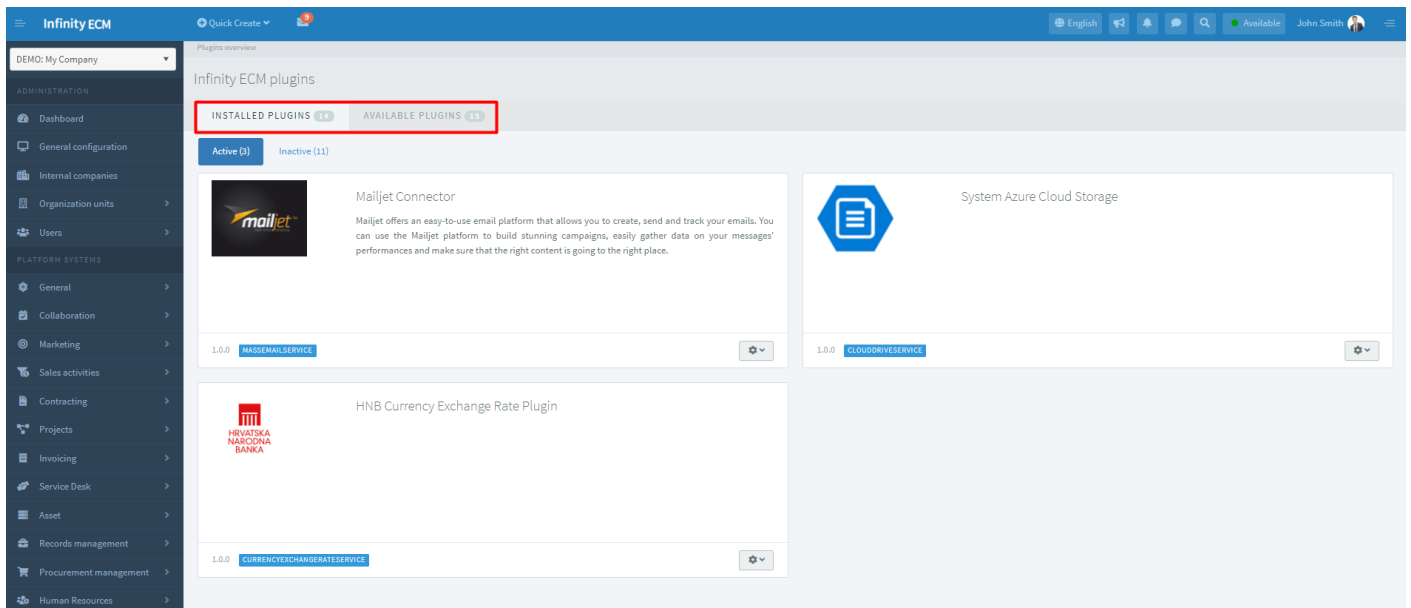 Infinity ECM
Quick Create
9
English
Available
John Smith
DEMO: My Company
ADMINISTRATION
Dashboard
General configuration
Internal companies
Organization units
Users
PLATFORM SYSTEMS
General
Collaboration
Marketing
Sales activities
Contracting
Projects
Invoicing
Service Desk
Asset
Records management
Procurement management
Human Resources
Plugins overview
Infinity ECM plugins
INSTALLED PLUGINS 14
AVAILABLE PLUGINS 15
Active (3)
Inactive (11)
mailjet
Mailjet Connector
Mailjet offers an easy-to-use email platform that allows you to create, send and track your emails. You
can use the Mailjet platform to build stunning campaigns, easily gather data on your messages'
performances and make sure that the right content is going to the right place.
1.0.0 MASSEMAILSERVICE
System Azure Cloud Storage
1.0.0 CLOUDDRIVESERVICE
HRVATSKA
NARODNA
BANKA
HNB Currency Exchange Rate Plugin
1.0.0 CURRENCYEXCHANGERATESERVICE